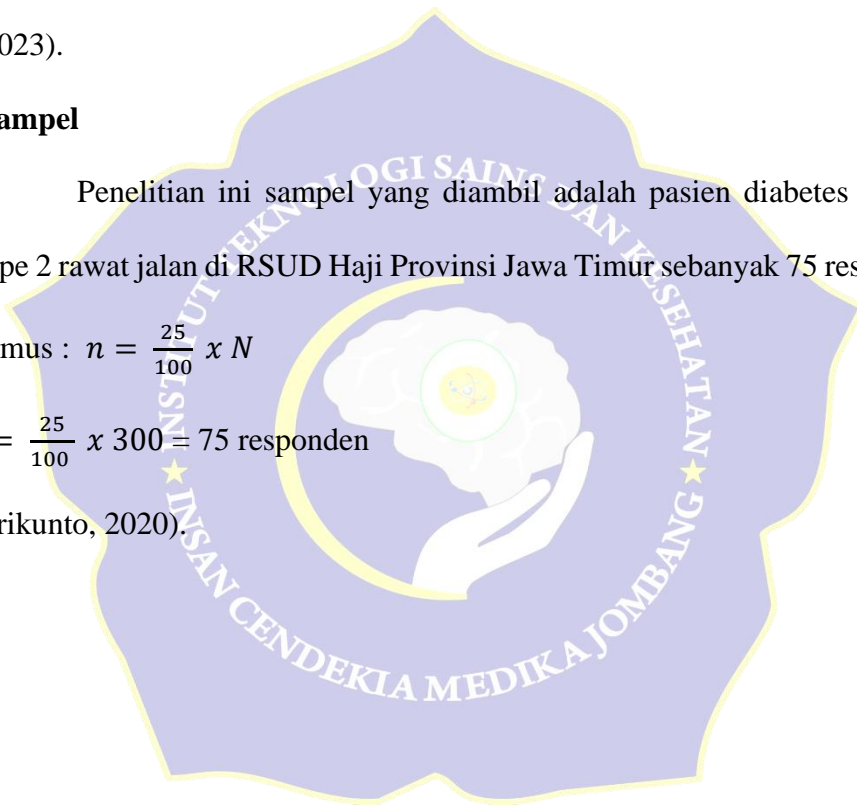 023).
ampel
Penelitian ini sampel yang diambil adalah pasien diabetes
pe 2 rawat jalan di RSUD Haji Provinsi Jawa Timur sebanyak 75 res
mus : n = 25/100 x N
= 25/100 x 300 = 75 responden
rikunto, 2020).
INSTITUT TEKNOLOGI SAINS DAN KESEHATAN
INSAN CENDEKIA MEDIKA JOMBANG